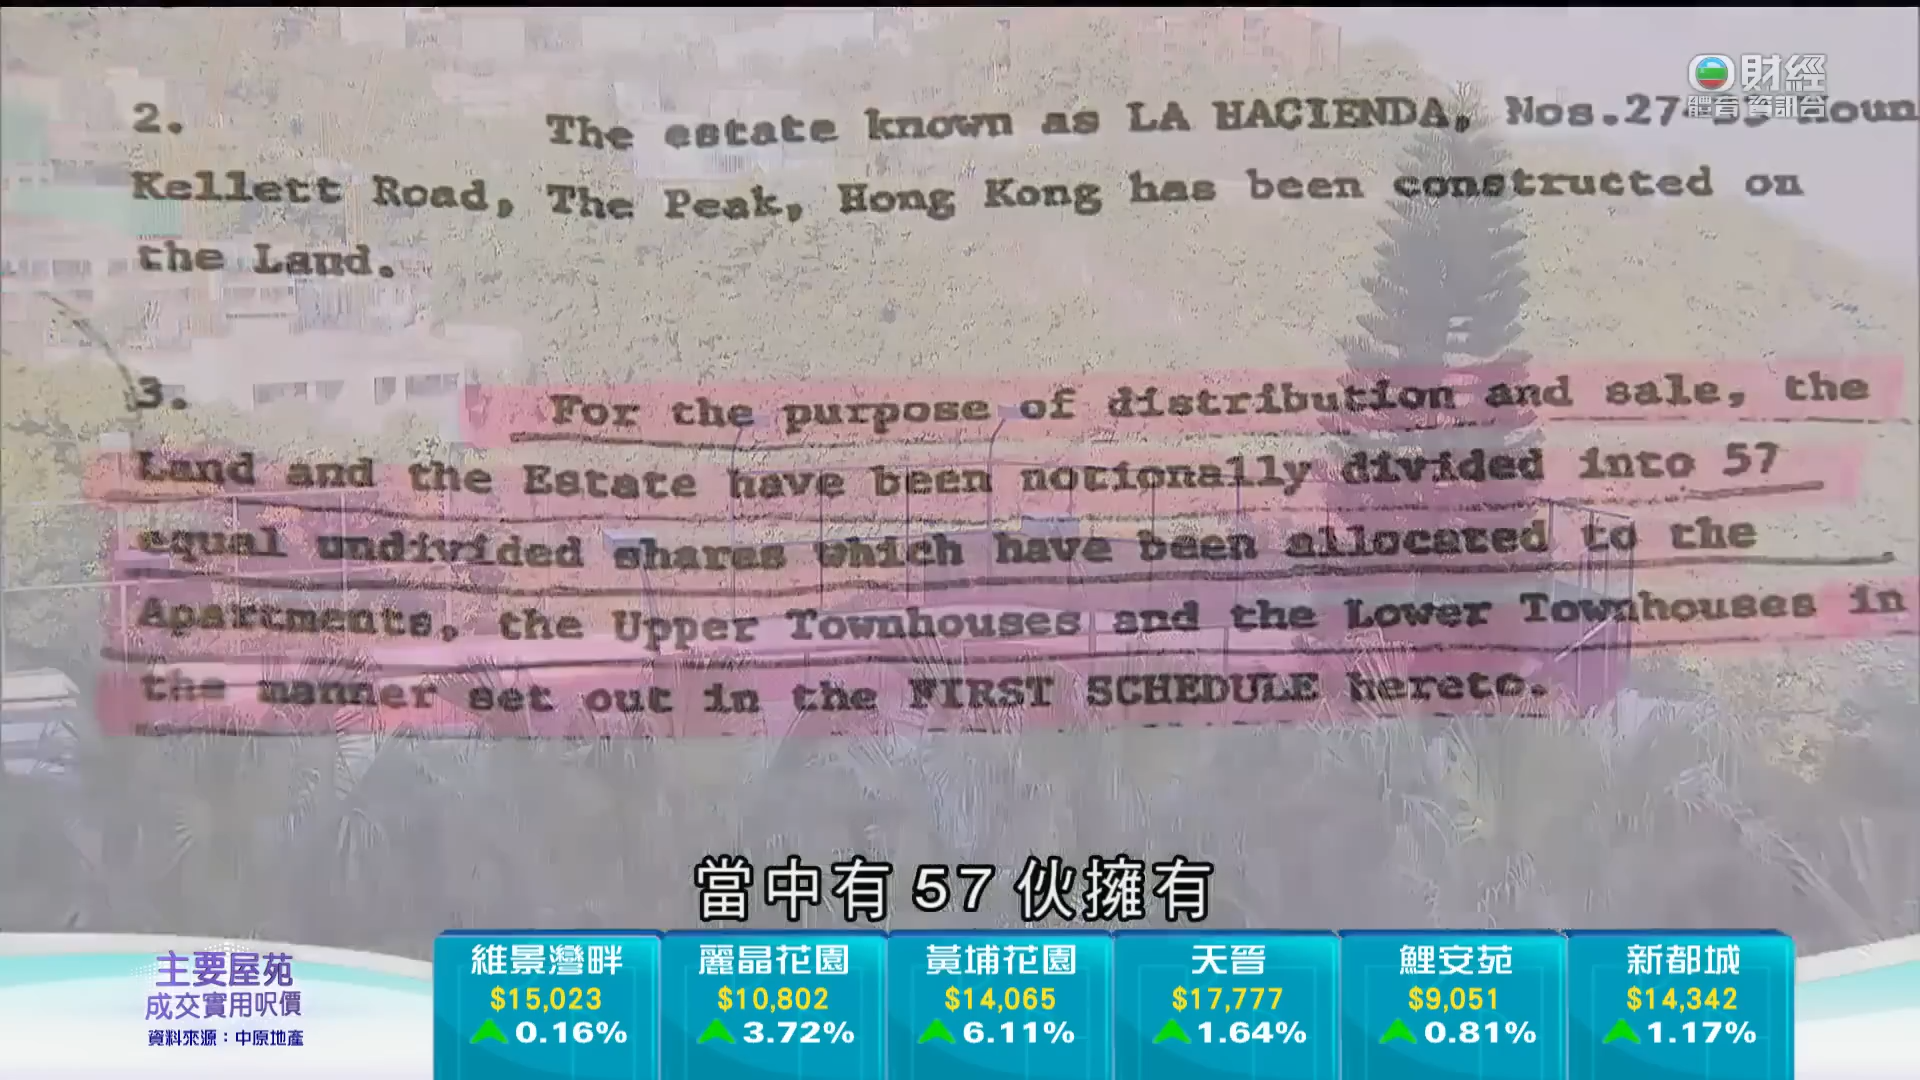 財經
體育 資訊台
2. The estate known as LA HACIENDA, Nos.27-33 Moun
Kellett Road, The Peak, Hong Kong has been constructed on
the Land.
3. For the purpose of distribution and sale, the
Land and the Estate have been notionally divided into 57
equal undivided shares which have been allocated to the
Apartments, the Upper Townhouses and the Lower Townhouses in
the manner set out in the FIRST SCHEDULE hereto.
當中有 57 伙擁有
主要屋苑
成交實用呎價
資料來源：中原地產
維景灣畔 麗晶花園 黃埔花園 天晉 鯉安苑 新都城
$15,023 $10,802 $14,065 $17,777 $9,051 $14,342
0.16% 3.72% 6.11% 1.64% 0.81% 1.17%